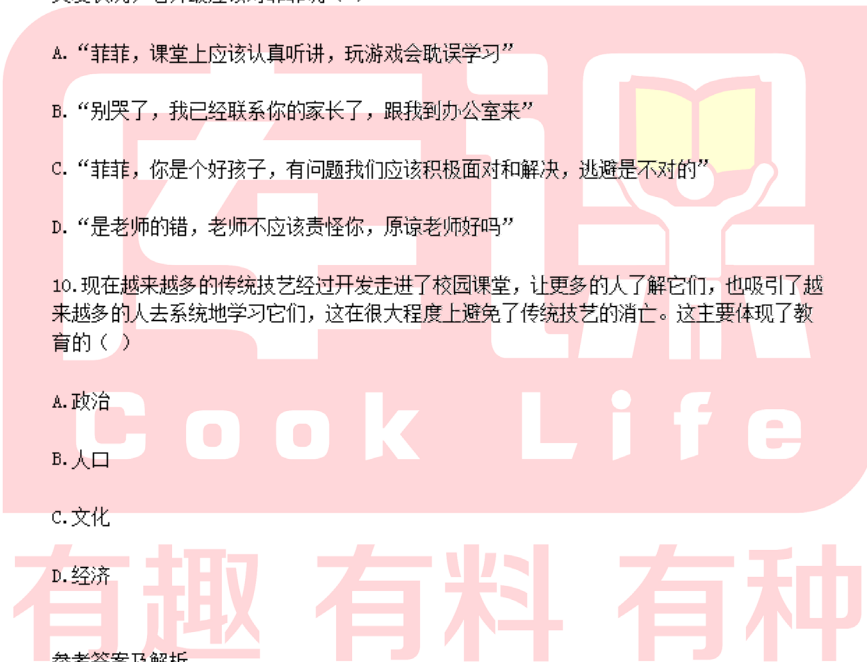 A.“菲菲，课堂上应该认真听讲，玩游戏会耽误学习”
B.“别哭了，我已经联系你的家长了，跟我到办公室来”
C.“菲菲，你是个好孩子，有问题我们应该积极面对和解决，逃避是不对的”
D.“是老师的错，老师不应该责怪你，原谅老师好吗”
10.现在越来越多的传统技艺经过开发走进了校园课堂，让更多的人了解它们，也吸引了越
来越多的人去系统地学习它们，这在很大程度上避免了传统技艺的消亡。这主要体现了教
育的（ ）
A.政治
B.人口
C.文化
D.经济
参考答案及解析
库课
Cook Life
有趣 有料 有种